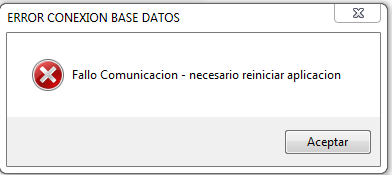 ERROR CONEXION BASE DATOS
Fallo Comunicacion - necesario reiniciar aplicacion
Aceptar